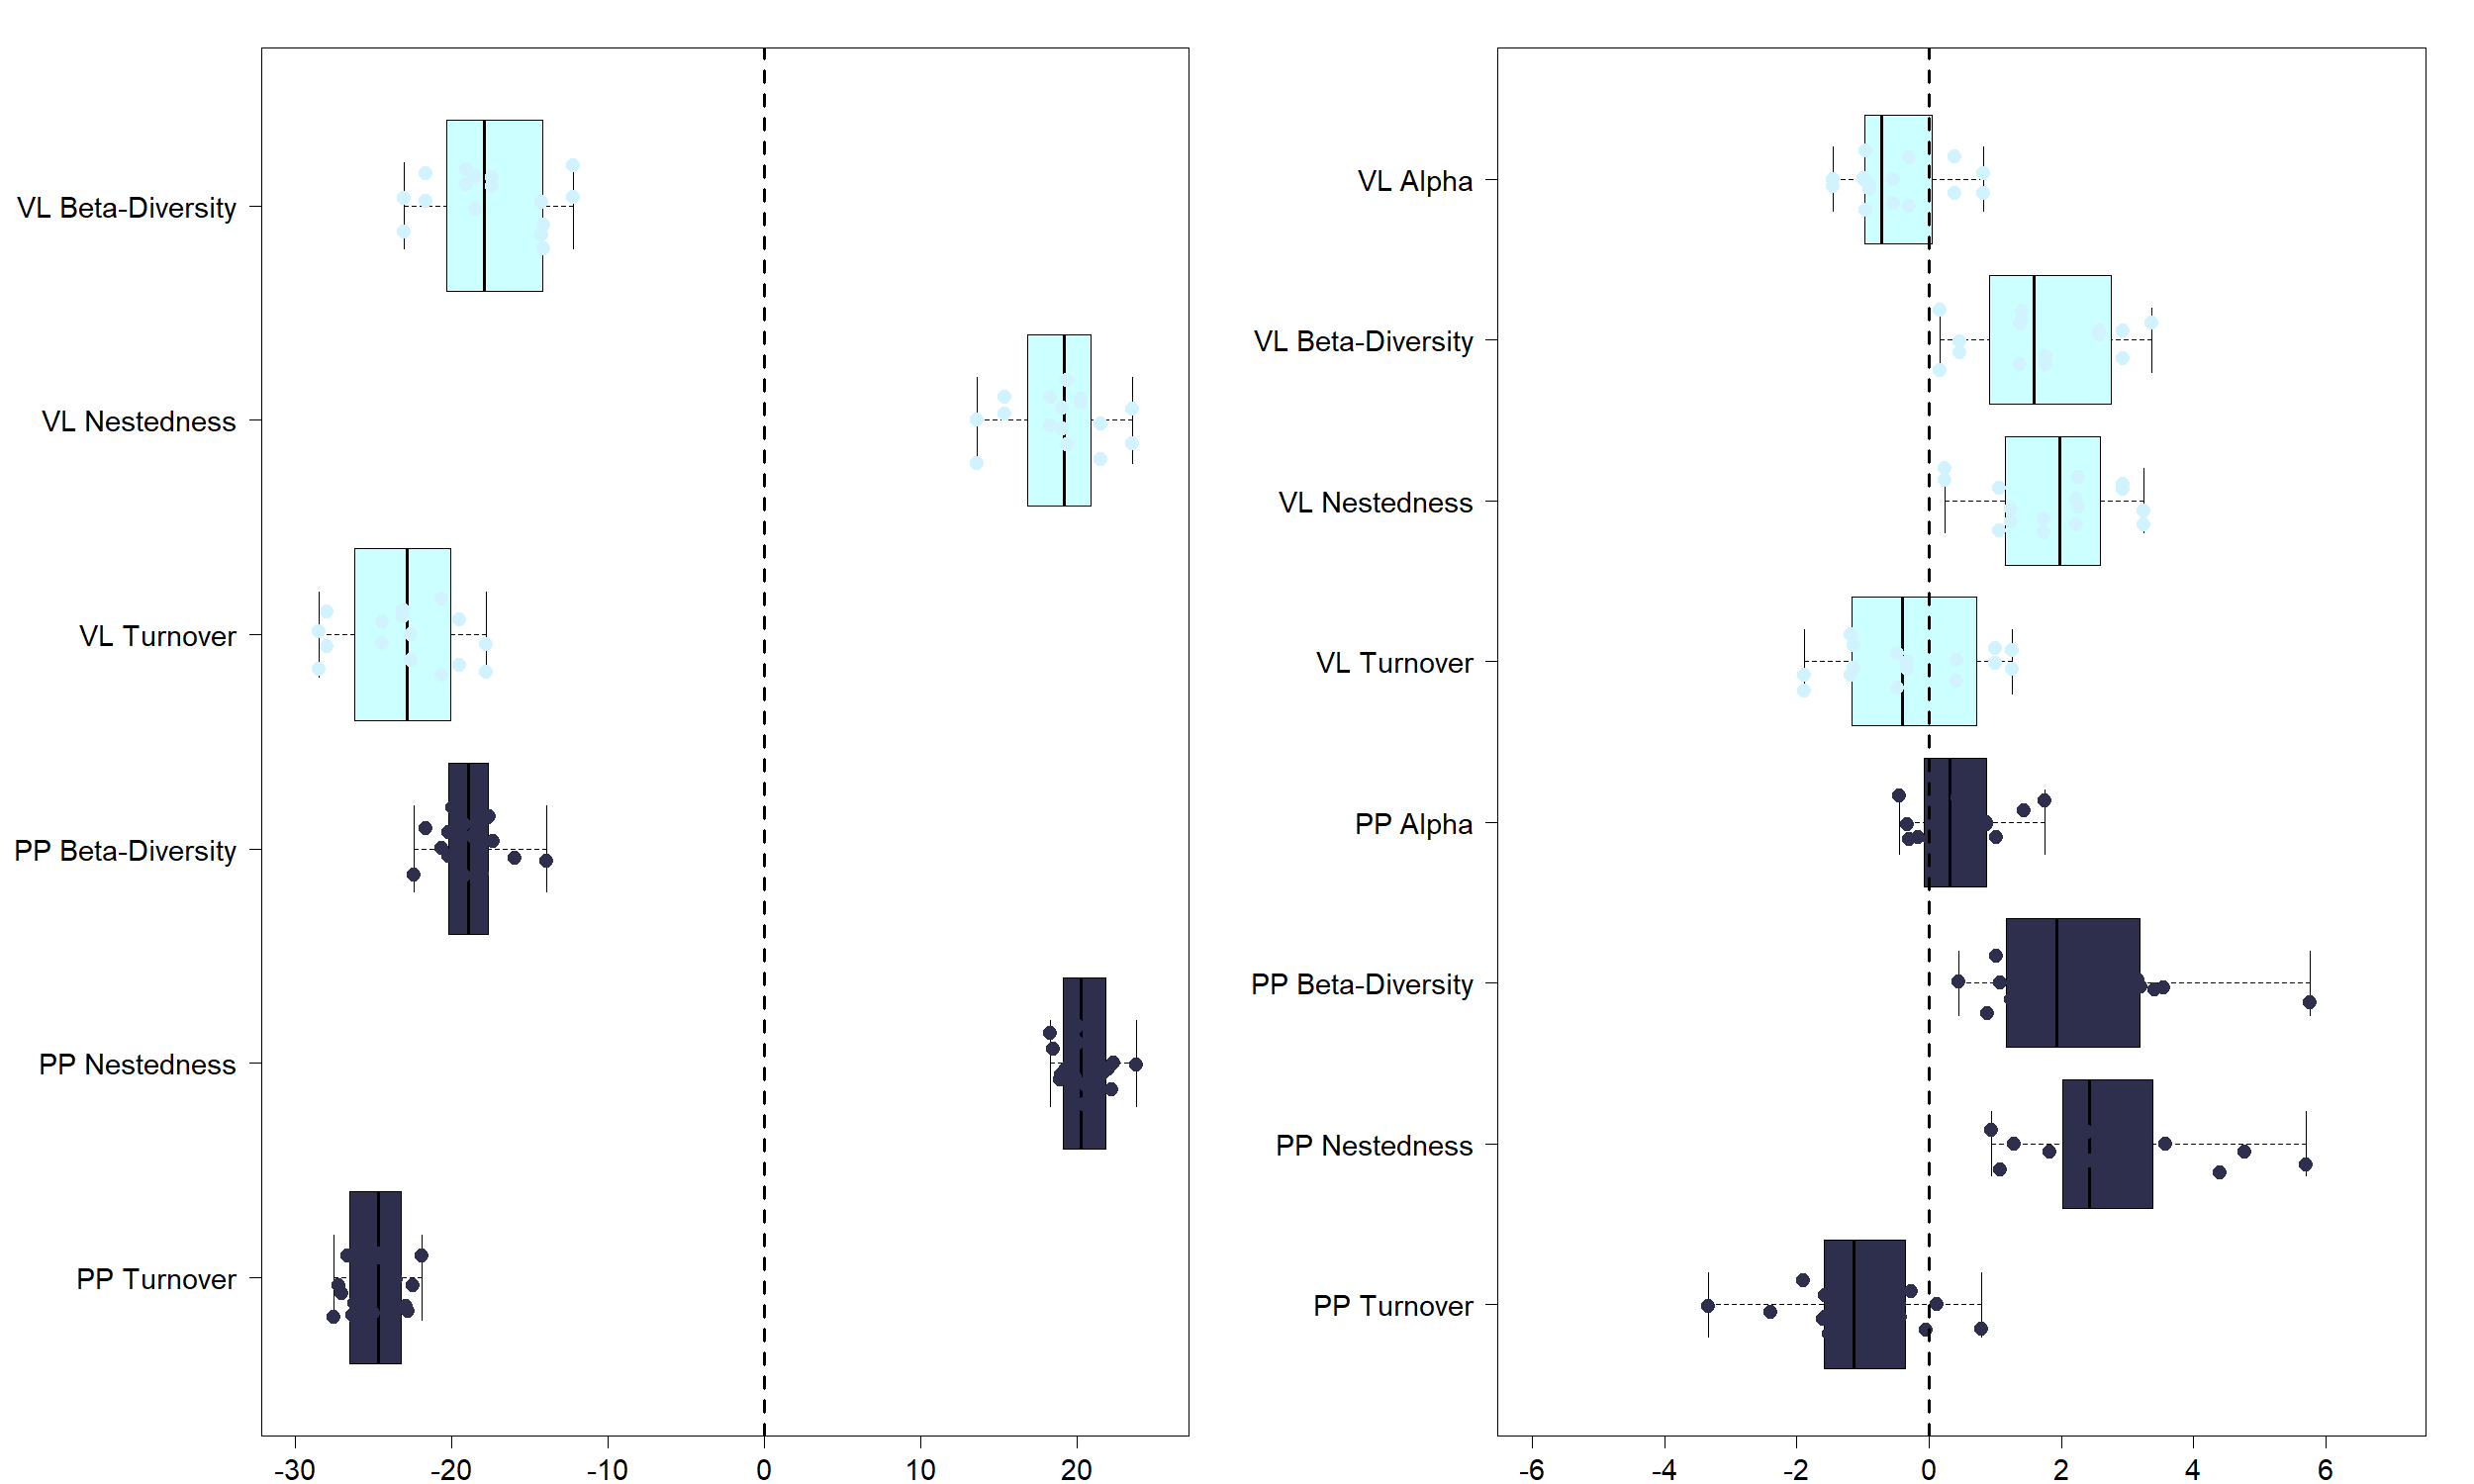 VL Beta-Diversity
VL Nestedness
VL Turnover
PP Beta-Diversity
PP Nestedness
PP Turnover
-30 -20 -10 0 10 20
VL Alpha
VL Beta-Diversity
VL Nestedness
VL Turnover
PP Alpha
PP Beta-Diversity
PP Nestedness
PP Turnover
-6 -4 -2 0 2 4 6